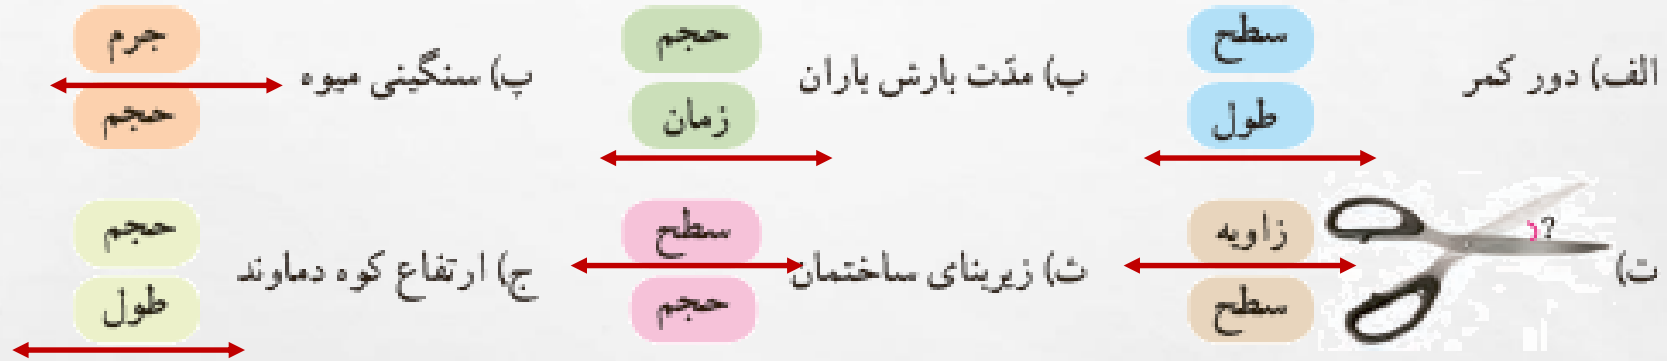 الف) دور کمر
سطح
طول
ب) مدّت بارش باران
حجم
زمان
پ) سنگینی میوه
جرم
حجم
ت)
?
زاویه
سطح
ث) زیربنای ساختمان
سطح
حجم
ج) ارتفاع کوه دماوند
حجم
طول